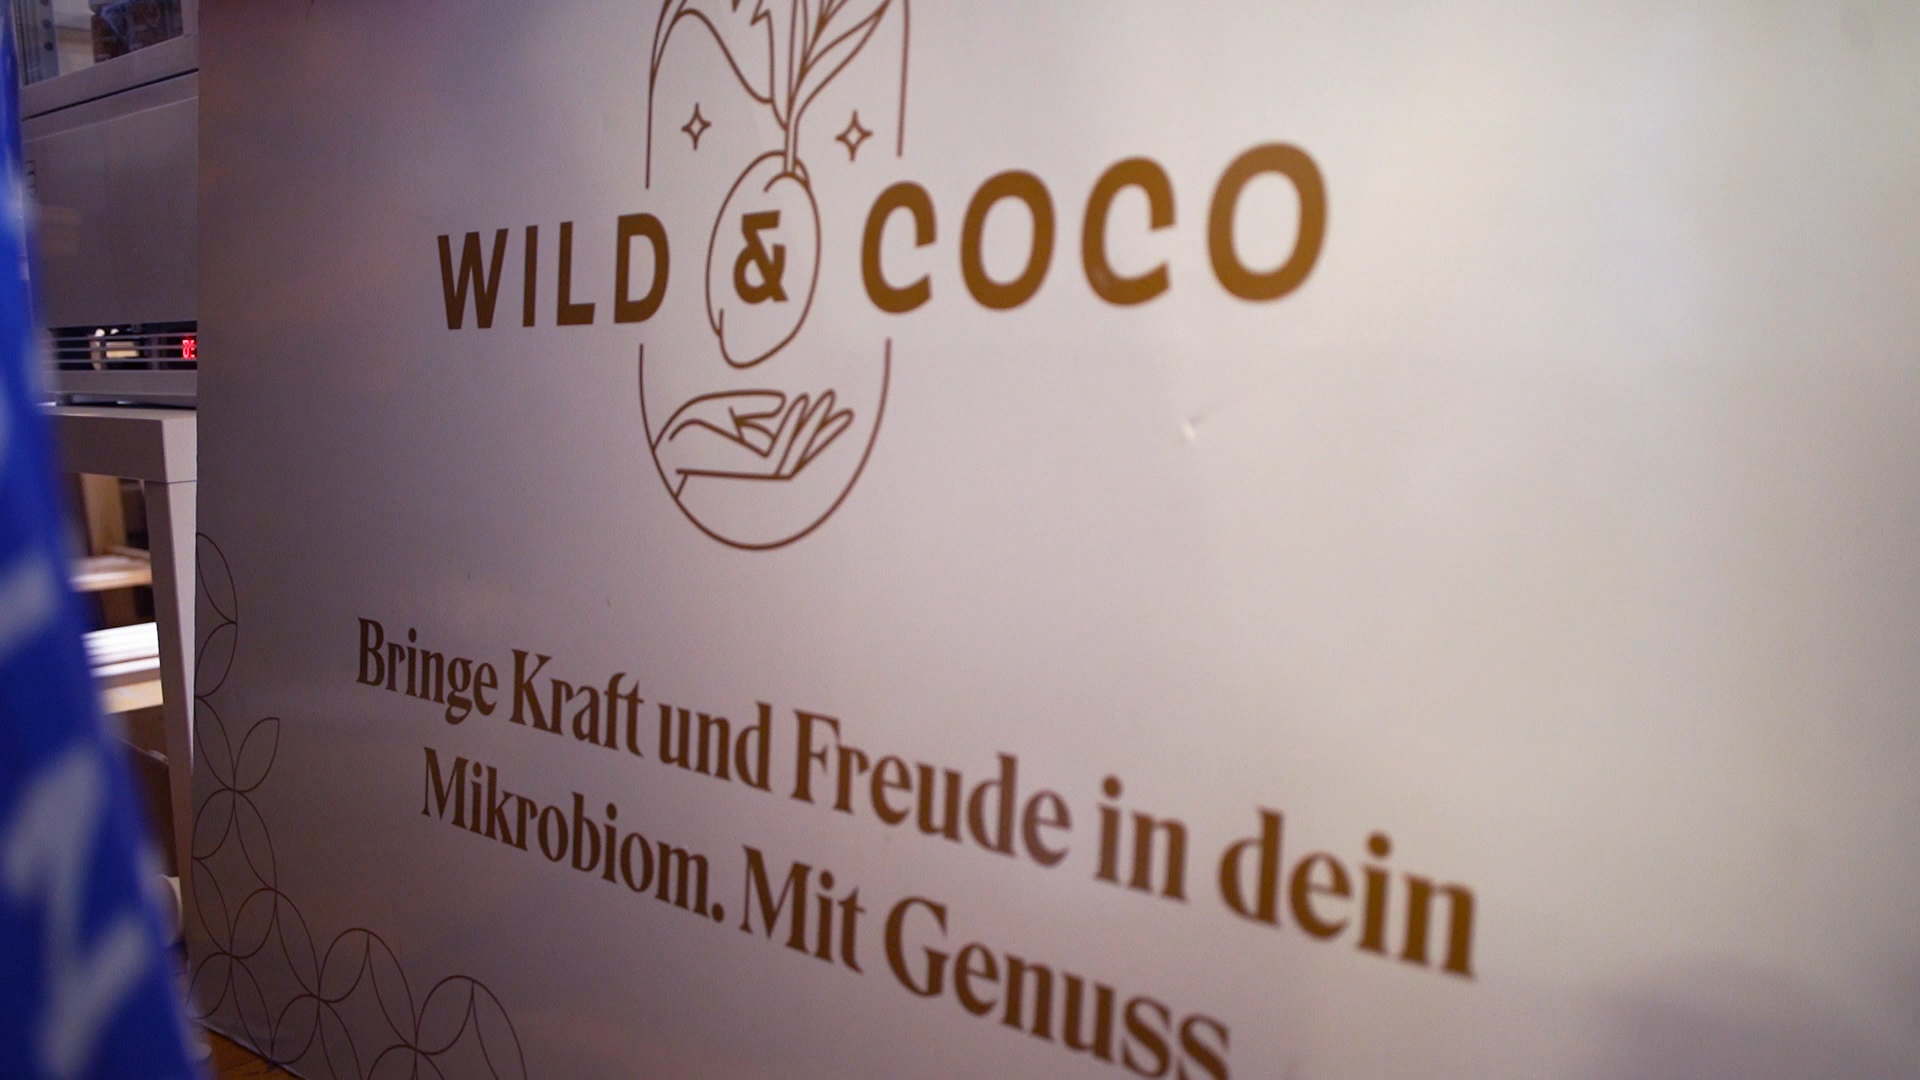 WILD & COCO
Bringe Kraft und Freude in dein
Mikrobiom. Mit Genuss